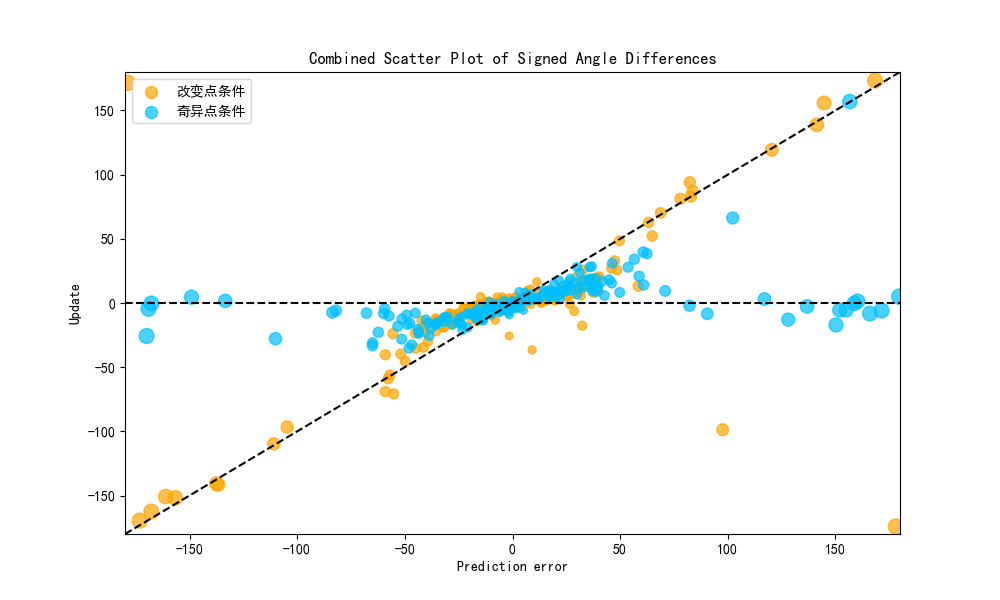 Combined Scatter Plot of Signed Angle Differences
改变点条件
奇异点条件
150
100
50
0
−50
−100
−150
Update
−150
−100
−50
0
50
100
150
Prediction error